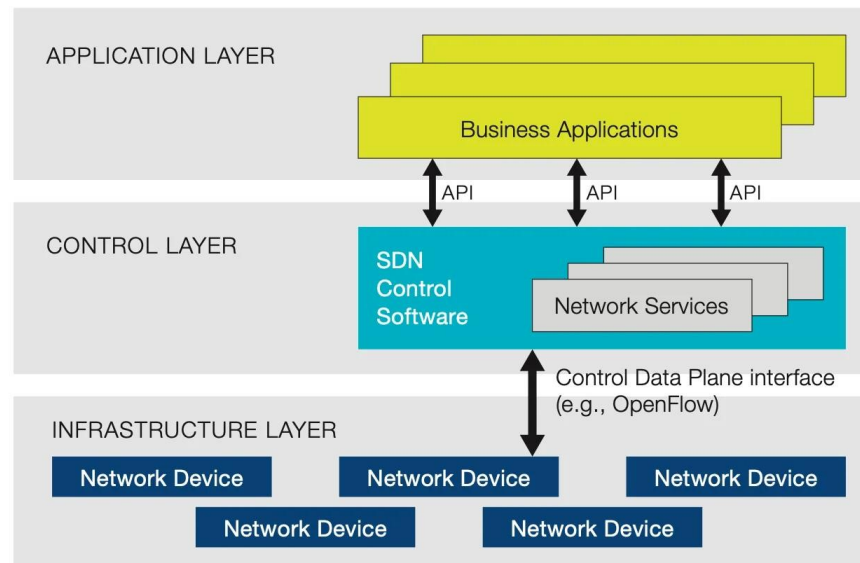 APPLICATION LAYER
Business Applications
API
API
API
CONTROL LAYER
SDN
Control
Software
Network Services
Control Data Plane interface
(e.g., OpenFlow)
INFRASTRUCTURE LAYER
Network Device
Network Device
Network Device
Network Device
Network Device